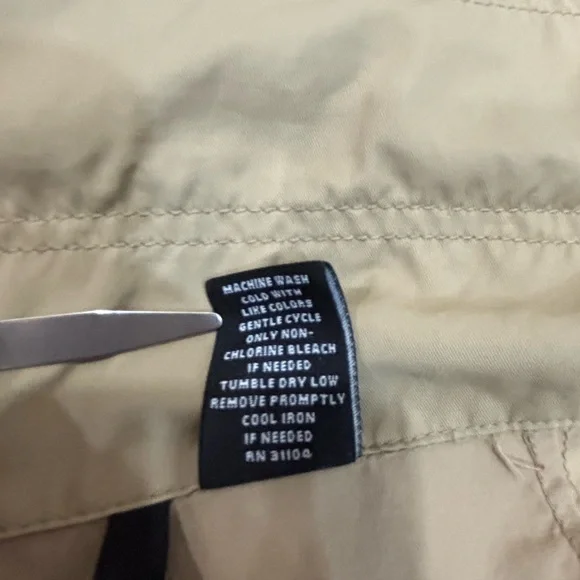 MACHINE WASH
COLD WITH
LIKE COLORS
GENTLE CYCLE
ONLY NON-
CHLORINE BLEACH
IF NEEDED
TUMBLE DRY LOW
REMOVE PROMPTLY
COOL IRON
IF NEEDED
RN 31104